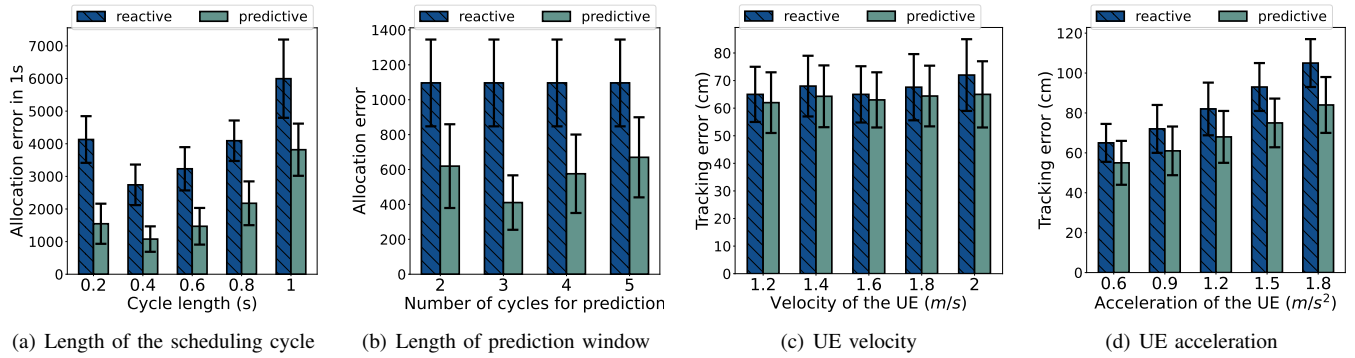 reactive predictive
Allocation error in 1s
7000
6000
5000
4000
3000
2000
1000
0
0.2 0.4 0.6 0.8 1
Cycle length (s)
(a) Length of the scheduling cycle
reactive predictive
Allocation error
1400
1200
1000
800
600
400
200
0
2 3 4 5
Number of cycles for prediction
(b) Length of prediction window
reactive predictive
Tracking error (cm)
80
70
60
50
40
30
20
10
0
1.2 1.4 1.6 1.8 2
Velocity of the UE (m/s)
(c) UE velocity
reactive predictive
Tracking error (cm)
120
100
80
60
40
20
0
0.6 0.9 1.2 1.5 1.8
Acceleration of the UE (m/s²)
(d) UE acceleration